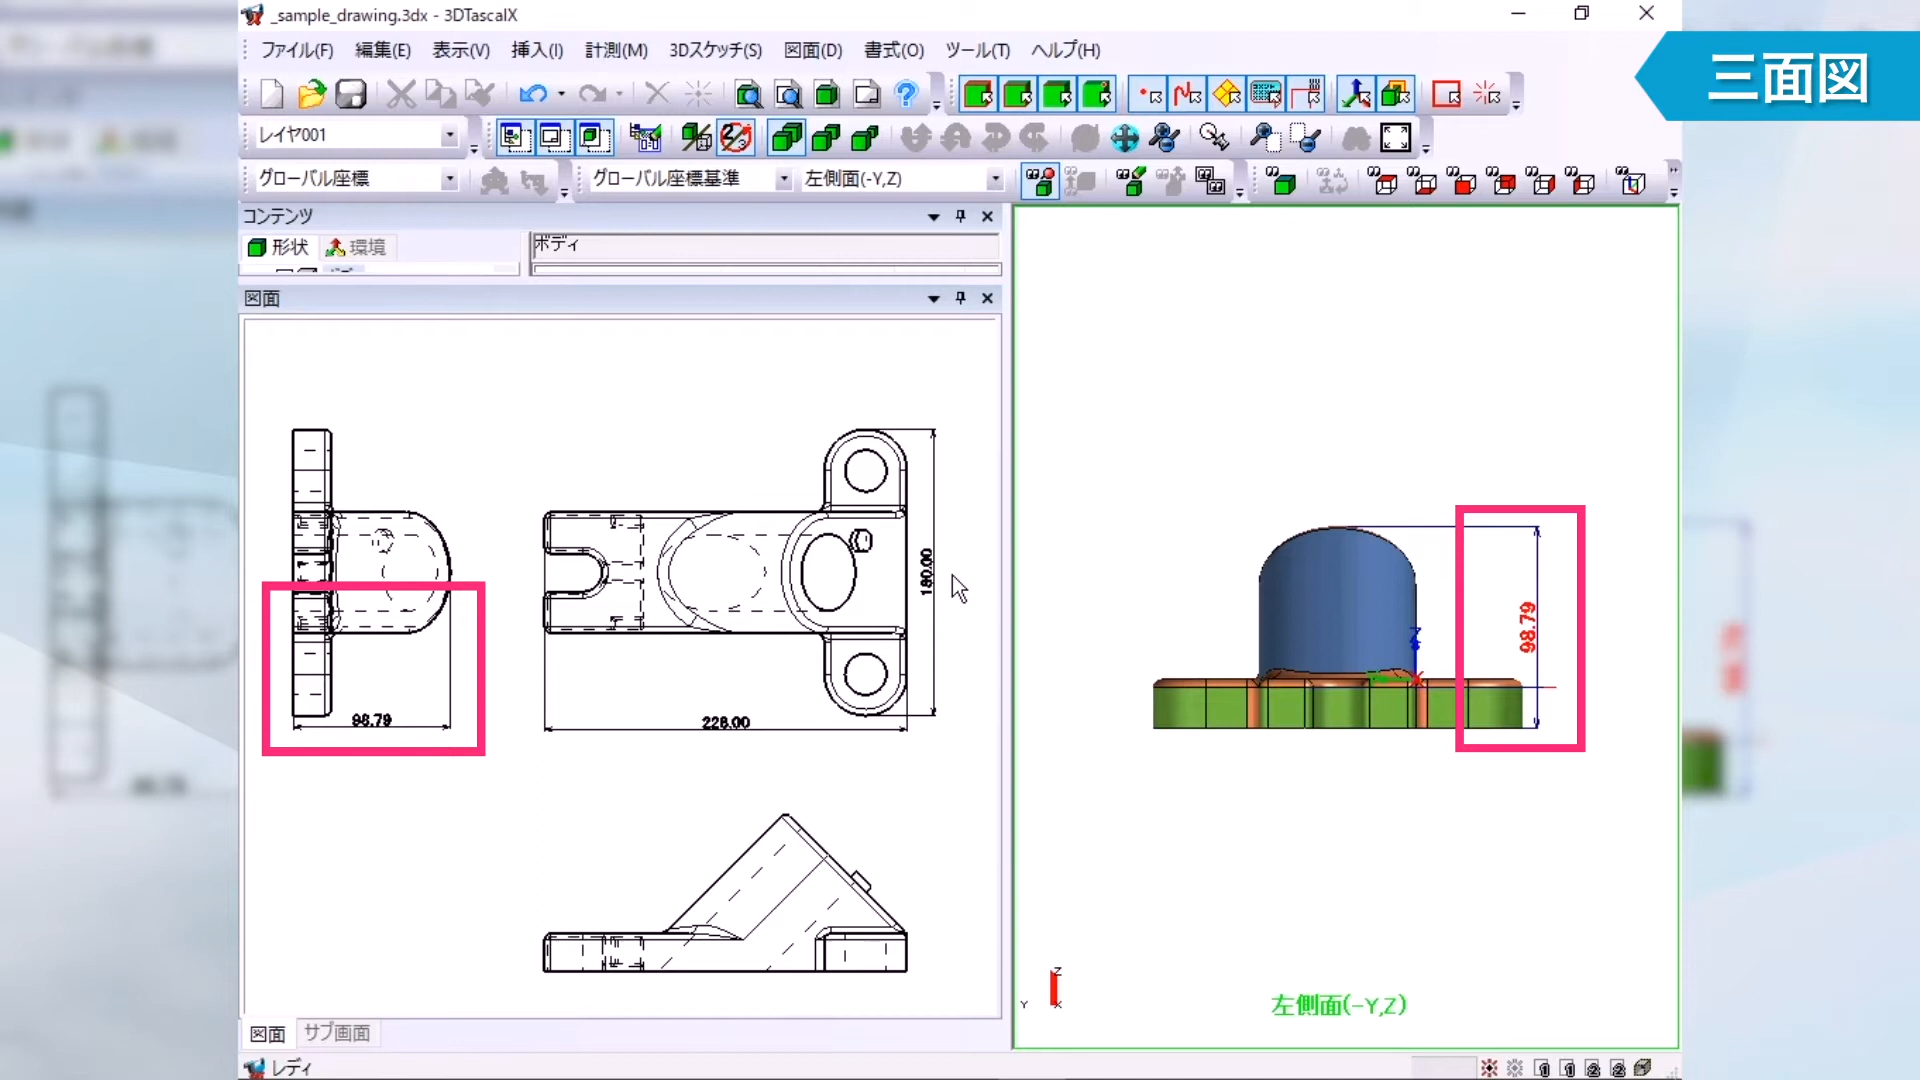 _sample_drawing.3dx - 3DTascalX
三面図
ファイル(F) 編集(E) 表示(V) 挿入(I) 計測(M) 3Dスケッチ(S) 図面(D) 書式(O) ツール(T) ヘルプ(H)
レイヤ001
グローバル座標 グローバル座標基準 左側面(-Y,Z)
コンテンツ
形状 環境
ボディ
図面
180.00
98.79
228.00
98.79
Z
Z
Y X
左側面(-Y,Z)
図面 サブ画面
レディ